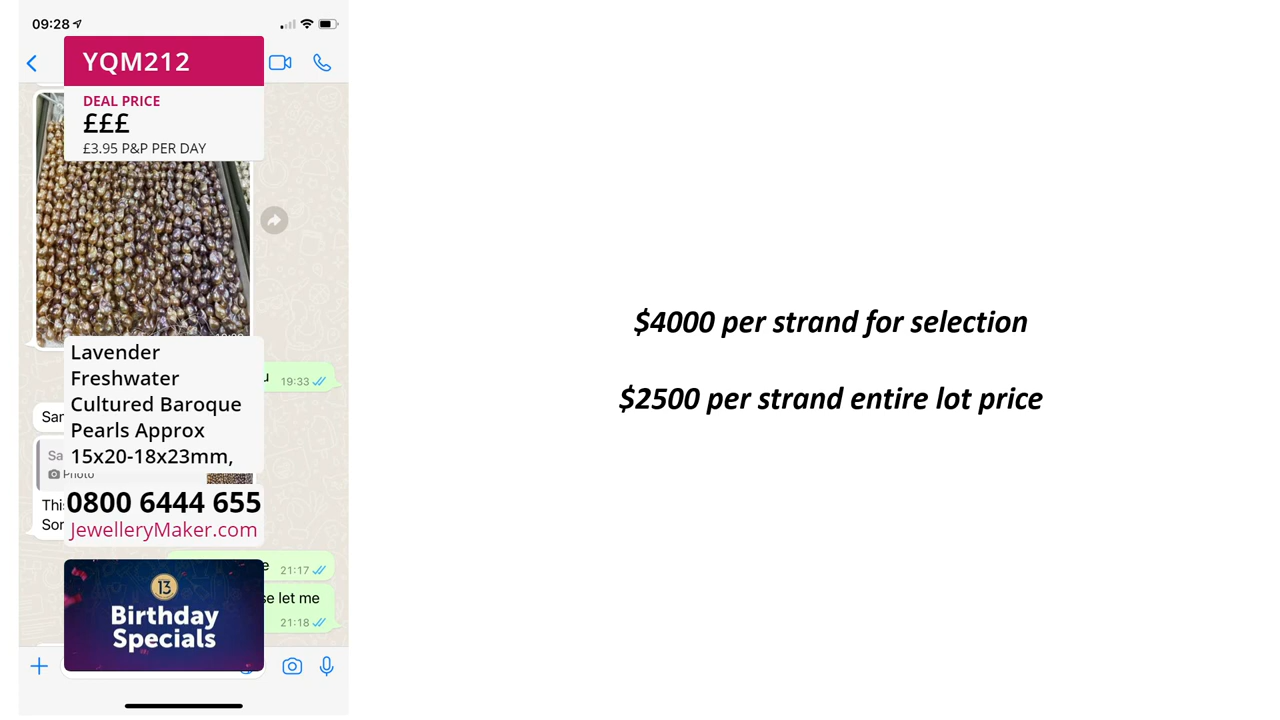 09:28
YQM212
DEAL PRICE
£££
£3.95 P&P PER DAY
Lavender
Freshwater
Cultured Baroque
Pearls Approx
15x20-18x23mm,
19:33
Photo
0800 6444 655
JewelleryMaker.com
21:17
se let me
21:18
13
Birthday
Specials
$4000 per strand for selection
$2500 per strand entire lot price